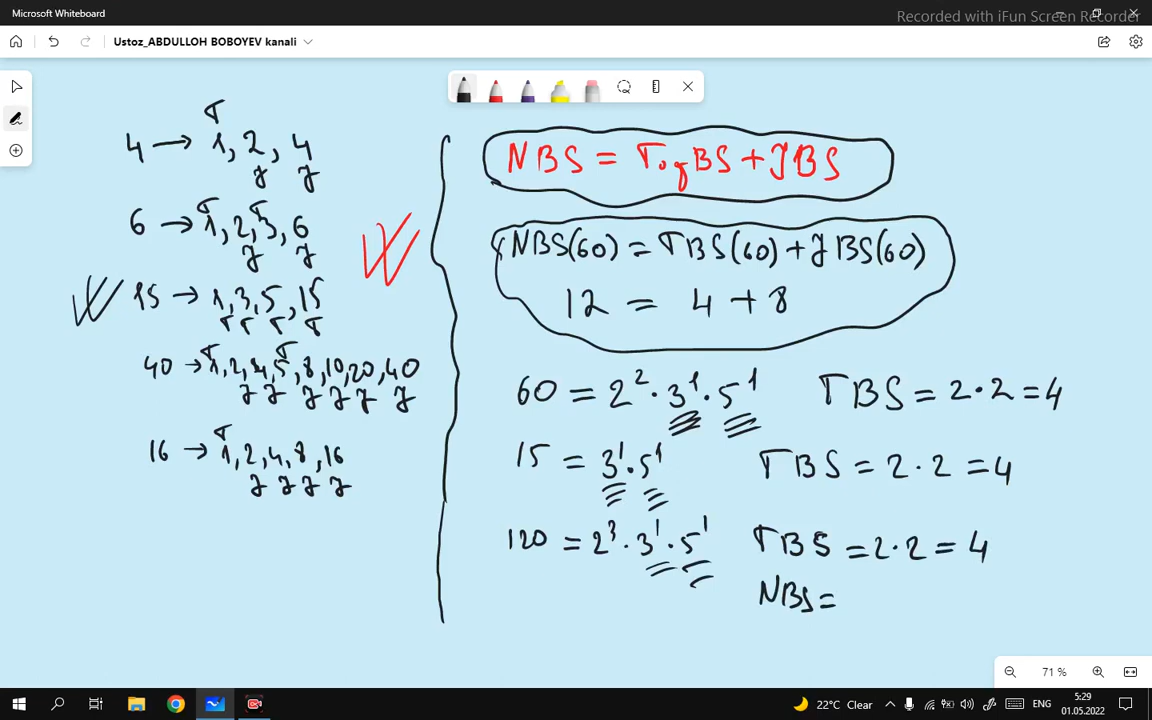 Microsoft Whiteboard
Recorded with iFun Screen Recorder
Ustoz_ABDULLOH BOBOYEV kanali
T
4 → 1, 2, 4
J J
T T
6 → 1, 2, 3, 6
J J
15 → 1, 3, 5, 15
T T T T
T T
40 → 1, 2, 4, 5, 8, 10, 20, 40
J J J J J J
T
16 → 1, 2, 4, 8, 16
J J J J
NBS = ToqBS + JBS
NBS(60) = TBS(60) + JBS(60)
12 = 4 + 8
60 = 2² · 3¹ · 5¹ TBS = 2 · 2 = 4
15 = 3¹ · 5¹ TBS = 2 · 2 = 4
120 = 2³ · 3¹ · 5¹ TBS = 2 · 2 = 4
NBS =
71 %
22°C Clear
ENG
5:29
01.05.2022